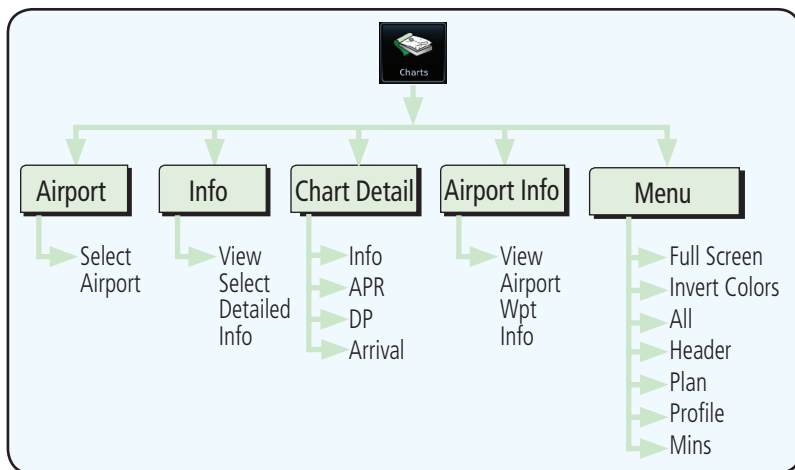 Charts
Airport
Info
Chart Detail
Airport Info
Menu
Select
Airport
View
Select
Detailed
Info
Info
APR
DP
Arrival
View
Airport
Wpt
Info
Full Screen
Invert Colors
All
Header
Plan
Profile
Mins